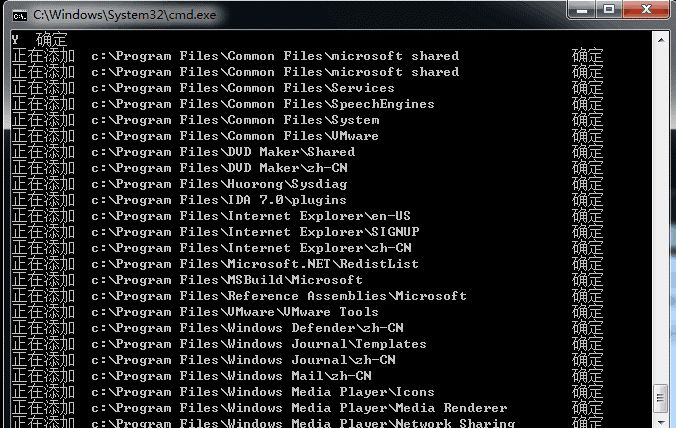 C:\Windows\System32\cmd.exe
Y 确定
正在添加 c:\Program Files\Common Files\microsoft shared 确定
正在添加 c:\Program Files\Common Files\microsoft shared 确定
正在添加 c:\Program Files\Common Files\Services 确定
正在添加 c:\Program Files\Common Files\SpeechEngines 确定
正在添加 c:\Program Files\Common Files\System 确定
正在添加 c:\Program Files\Common Files\VMware 确定
正在添加 c:\Program Files\DVD Maker\Shared 确定
正在添加 c:\Program Files\DVD Maker\zh-CN 确定
正在添加 c:\Program Files\Huorong\Sysdiag 确定
正在添加 c:\Program Files\IDA 7.0\plugins 确定
正在添加 c:\Program Files\Internet Explorer\en-US 确定
正在添加 c:\Program Files\Internet Explorer\SIGNUP 确定
正在添加 c:\Program Files\Internet Explorer\zh-CN 确定
正在添加 c:\Program Files\Microsoft.NET\RedistList 确定
正在添加 c:\Program Files\MSBuild\Microsoft 确定
正在添加 c:\Program Files\Reference Assemblies\Microsoft 确定
正在添加 c:\Program Files\VMware\VMware Tools 确定
正在添加 c:\Program Files\Windows Defender\zh-CN 确定
正在添加 c:\Program Files\Windows Journal\Templates 确定
正在添加 c:\Program Files\Windows Journal\zh-CN 确定
正在添加 c:\Program Files\Windows Mail\zh-CN 确定
正在添加 c:\Program Files\Windows Media Player\Icons 确定
正在添加 c:\Program Files\Windows Media Player\Media Renderer 确定
正在添加 c:\Program Files\Windows Media Player\Network Sharing 确定